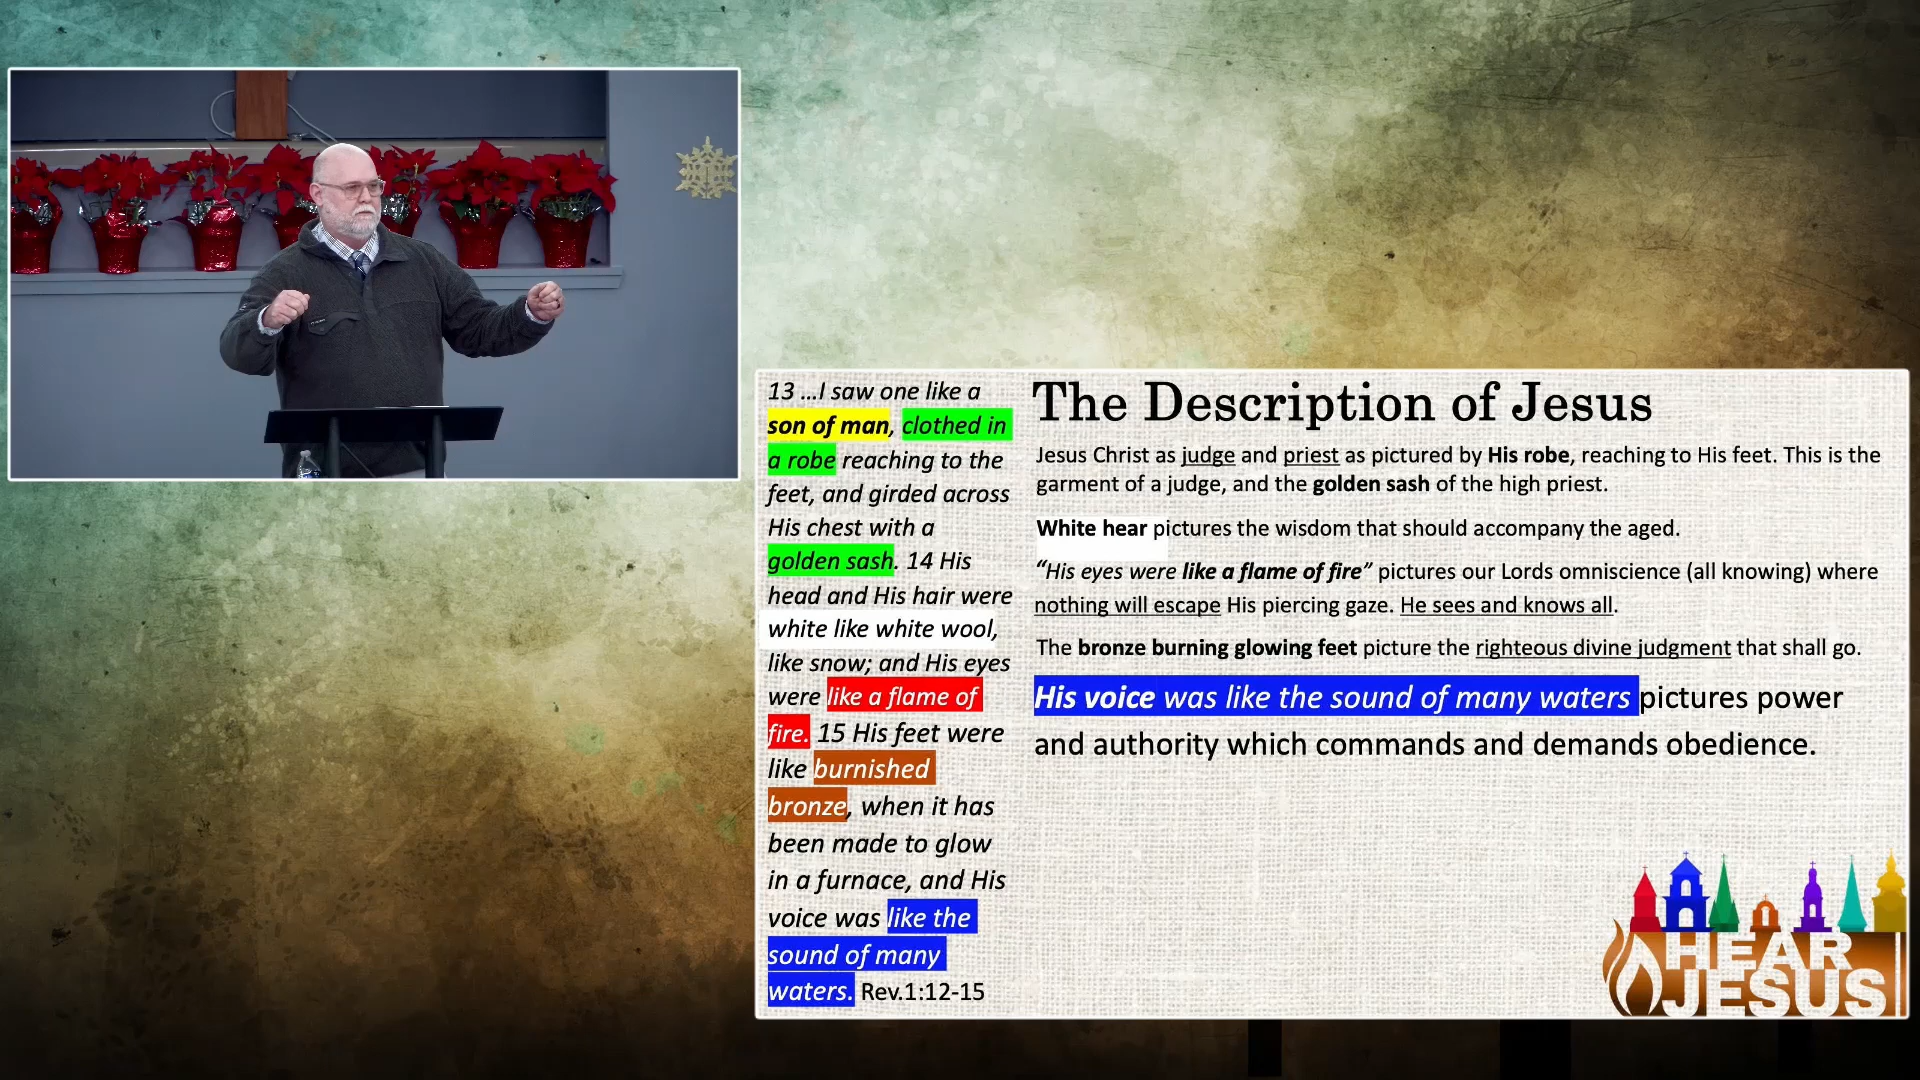 13 …I saw one like a
son of man, clothed in
a robe reaching to the
feet, and girded across
His chest with a
golden sash. 14 His
head and His hair were
white like white wool,
like snow; and His eyes
were like a flame of
fire. 15 His feet were
like burnished
bronze, when it has
been made to glow
in a furnace, and His
voice was like the
sound of many
waters. Rev.1:12-15
The Description of Jesus
Jesus Christ as judge and priest as pictured by His robe, reaching to His feet. This is the
garment of a judge, and the golden sash of the high priest.
White hear pictures the wisdom that should accompany the aged.
“His eyes were like a flame of fire” pictures our Lords omniscience (all knowing) where
nothing will escape His piercing gaze. He sees and knows all.
The bronze burning glowing feet picture the righteous divine judgment that shall go.
His voice was like the sound of many waters pictures power
and authority which commands and demands obedience.
HEAR
JESUS